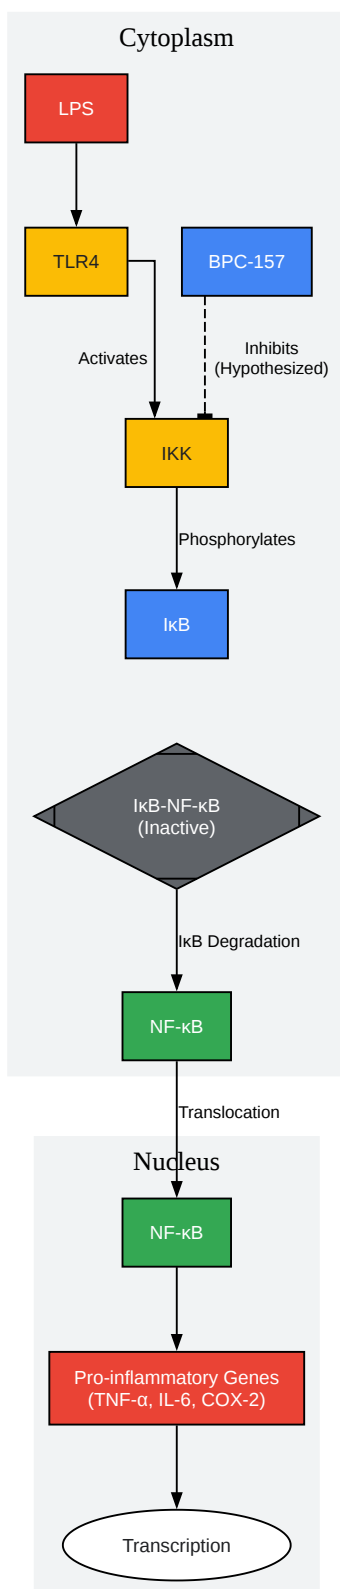 Cytoplasm
LPS
TLR4
BPC-157
Activates
Inhibits
(Hypothesized)
IKK
Phosphorylates
IκB
IκB-NF-κB
(Inactive)
IκB Degradation
NF-κB
Translocation
Nucleus
NF-κB
Pro-inflammatory Genes
(TNF-α, IL-6, COX-2)
Transcription